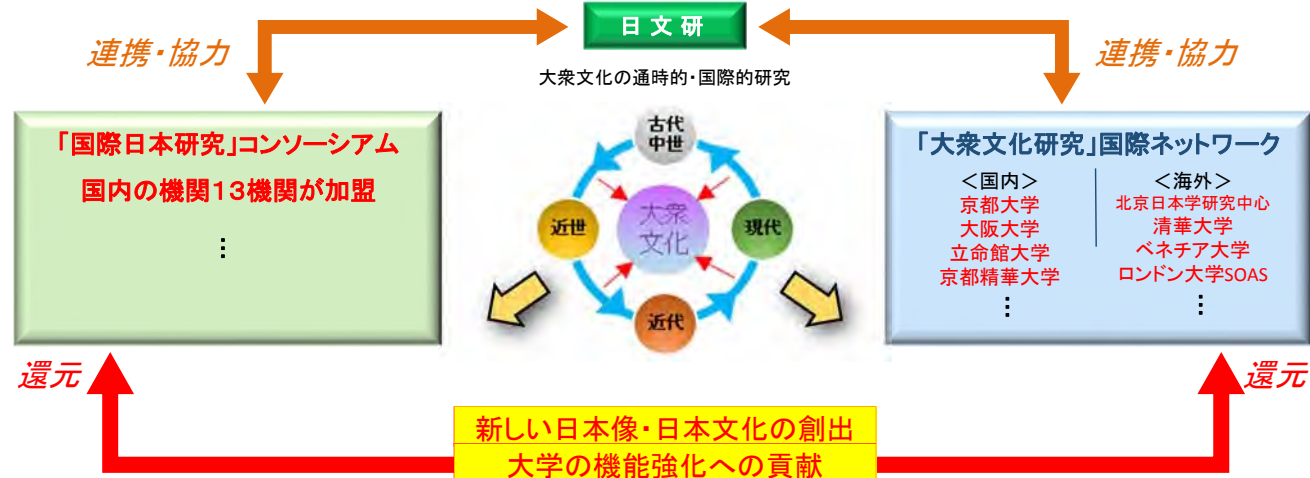 日文研
連携・協力
連携・協力
大衆文化の通時的・国際的研究
「国際日本研究」コンソーシアム
国内の機関13機関が加盟
⋮
古代
中世
近世
大衆
文化
現代
近代
「大衆文化研究」国際ネットワーク
＜国内＞
京都大学
大阪大学
立命館大学
京都精華大学
⋮
＜海外＞
北京日本学研究中心
清華大学
ベネチア大学
ロンドン大学SOAS
⋮
還元
還元
新しい日本像・日本文化の創出
大学の機能強化への貢献